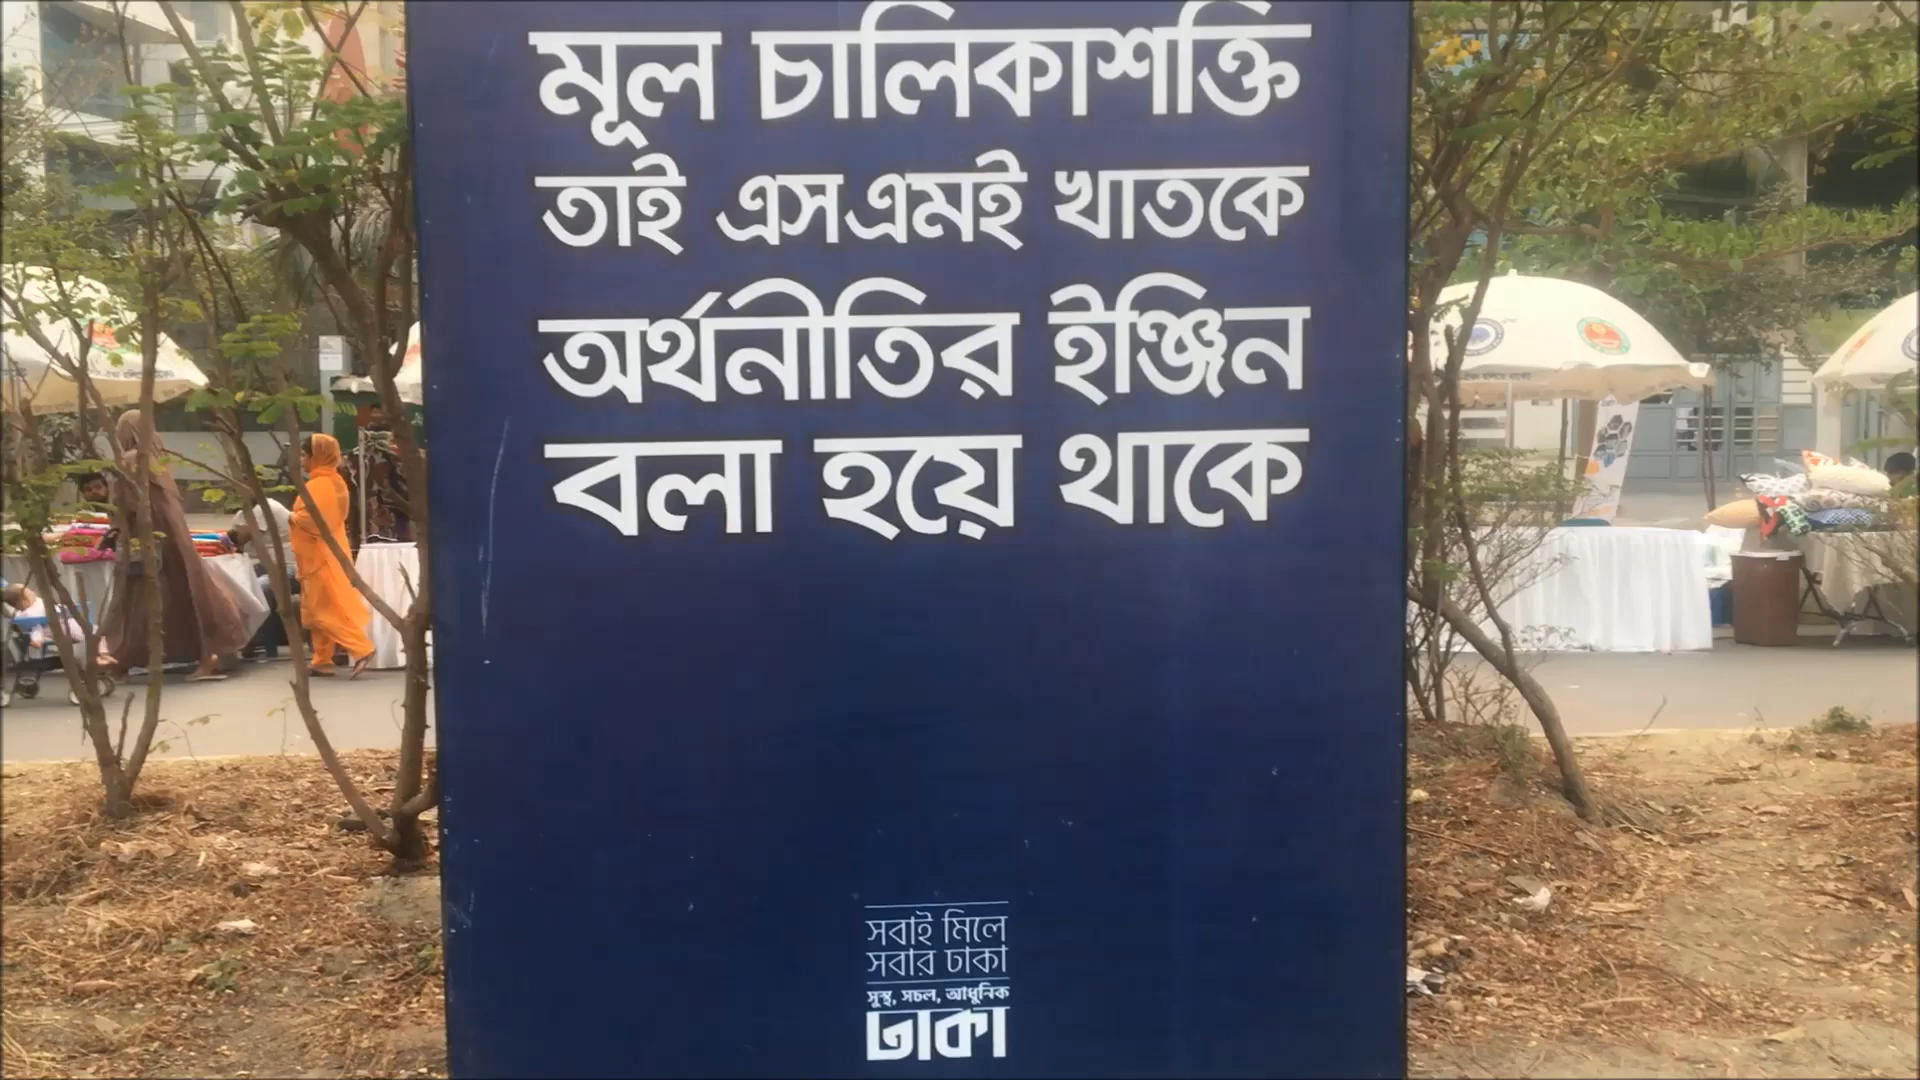 মূল চালিকাশক্তি
তাই এসএমই খাতকে
অর্থনীতির ইঞ্জিন
বলা হয়ে থাকে
সবাই মিলে
সবার ঢাকা
সুস্থ, সচল, আধুনিক
ঢাকা